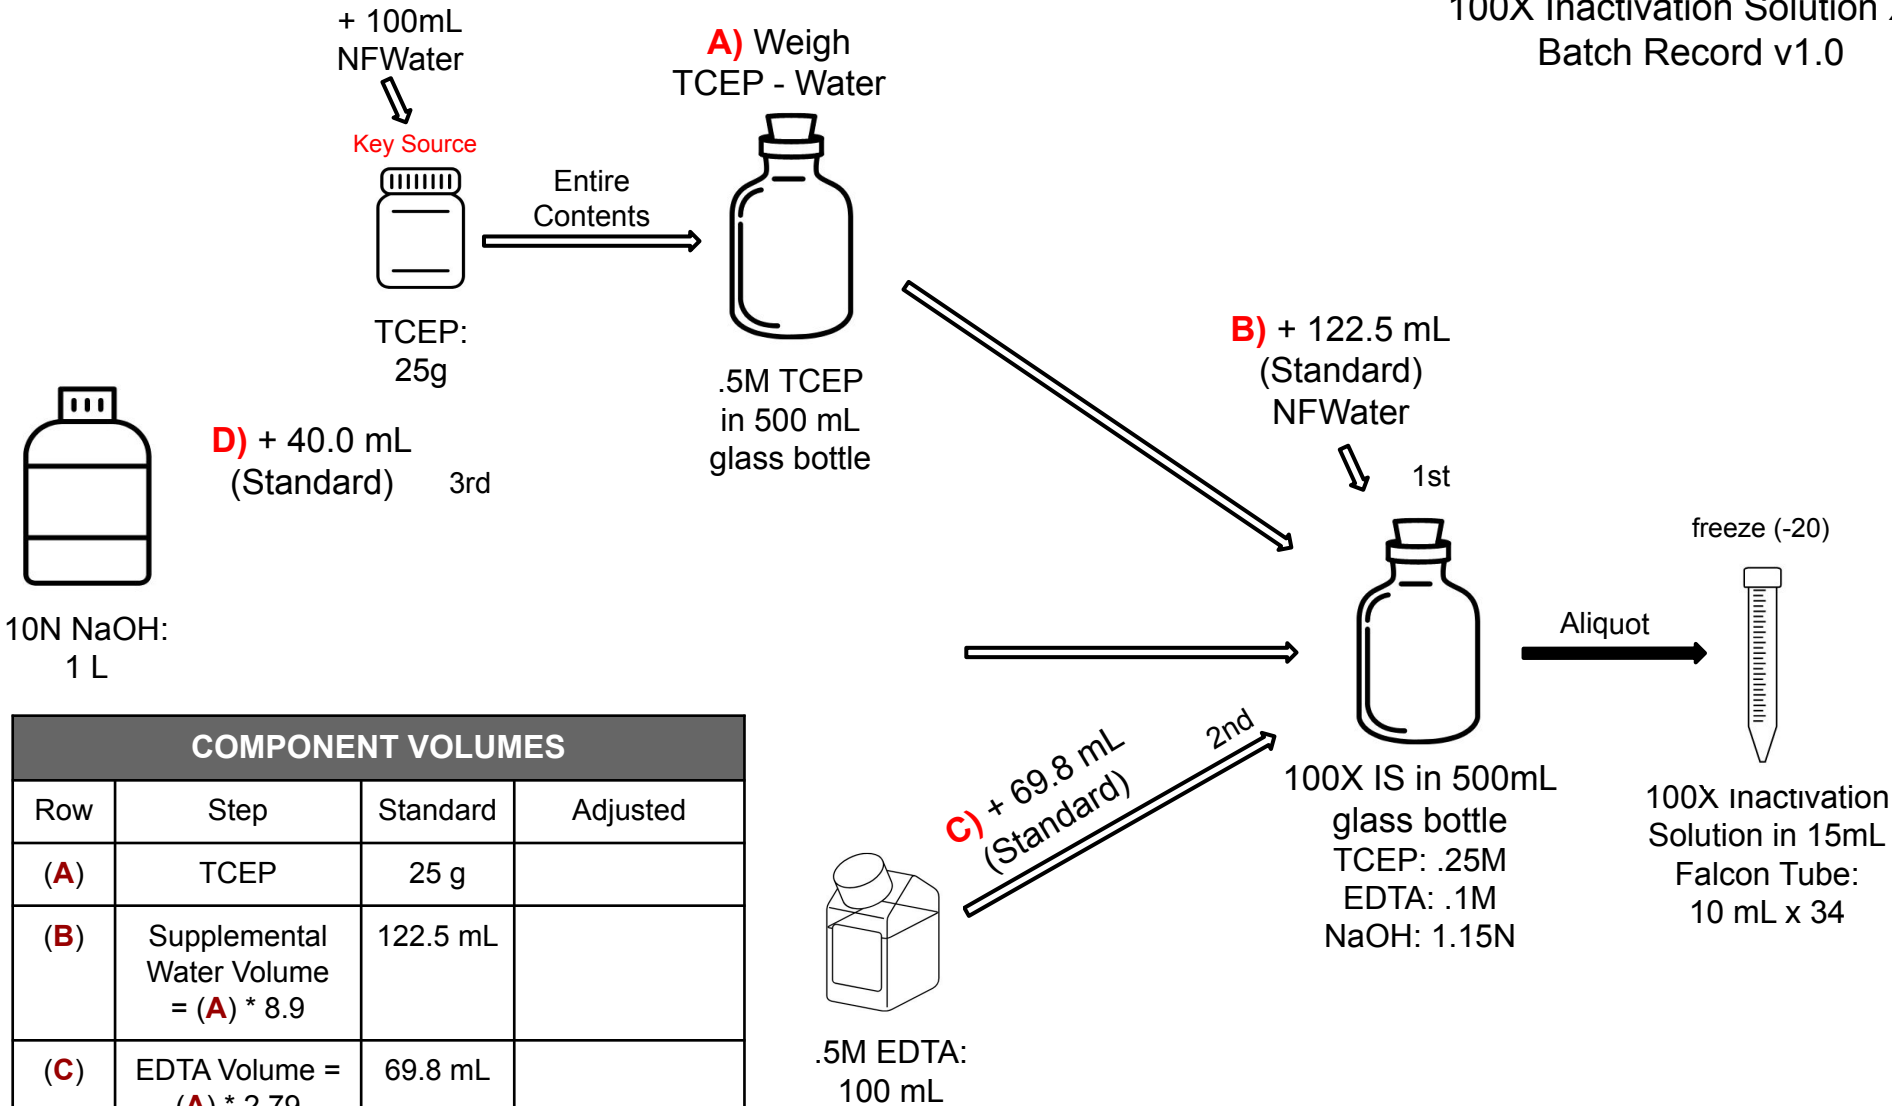 100X Inactivation Solution
Batch Record v1.0
+ 100mL
NFWater
Key Source
TCEP:
25g
Entire
Contents
A) Weigh
TCEP - Water
.5M TCEP
in 500 mL
glass bottle
10N NaOH:
1 L
D) + 40.0 mL
(Standard)
3rd
B) + 122.5 mL
(Standard)
NFWater
1st
C) + 69.8 mL
(Standard)
2nd
.5M EDTA:
100 mL
100X IS in 500mL
glass bottle
TCEP: .25M
EDTA: .1M
NaOH: 1.15N
Aliquot
freeze (-20)
100X Inactivation
Solution in 15mL
Falcon Tube:
10 mL x 34
COMPONENT VOLUMES
Row Step Standard Adjusted
(A) TCEP 25 g
(B) Supplemental 122.5 mL
Water Volume
= (A) * 8.9
(C) EDTA Volume = 69.8 mL
(A) * 2.79